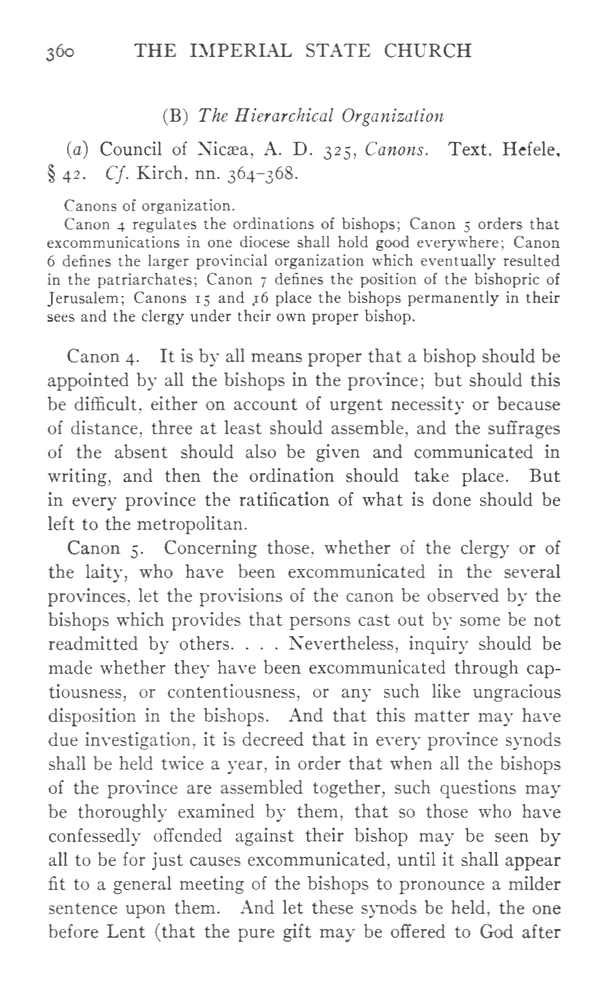 360 THE IMPERIAL STATE CHURCH
(B) The Hierarchical Organization
(a) Council of Nicæa, A. D. 325, Canons. Text, Hefele,
§ 42. Cf. Kirch, nn. 364–368.
Canons of organization.
Canon 4 regulates the ordinations of bishops; Canon 5 orders that
excommunications in one diocese shall hold good everywhere; Canon
6 defines the larger provincial organization which eventually resulted
in the patriarchates; Canon 7 defines the position of the bishopric of
Jerusalem; Canons 15 and 16 place the bishops permanently in their
sees and the clergy under their own proper bishop.
Canon 4. It is by all means proper that a bishop should be
appointed by all the bishops in the province; but should this
be difficult, either on account of urgent necessity or because
of distance, three at least should assemble, and the suffrages
of the absent should also be given and communicated in
writing, and then the ordination should take place. But
in every province the ratification of what is done should be
left to the metropolitan.
Canon 5. Concerning those, whether of the clergy or of
the laity, who have been excommunicated in the several
provinces, let the provisions of the canon be observed by the
bishops which provides that persons cast out by some be not
readmitted by others. . . . Nevertheless, inquiry should be
made whether they have been excommunicated through cap-
tiousness, or contentiousness, or any such like ungracious
disposition in the bishops. And that this matter may have
due investigation, it is decreed that in every province synods
shall be held twice a year, in order that when all the bishops
of the province are assembled together, such questions may
be thoroughly examined by them, that so those who have
confessedly offended against their bishop may be seen by
all to be for just causes excommunicated, until it shall appear
fit to a general meeting of the bishops to pronounce a milder
sentence upon them. And let these synods be held, the one
before Lent (that the pure gift may be offered to God after